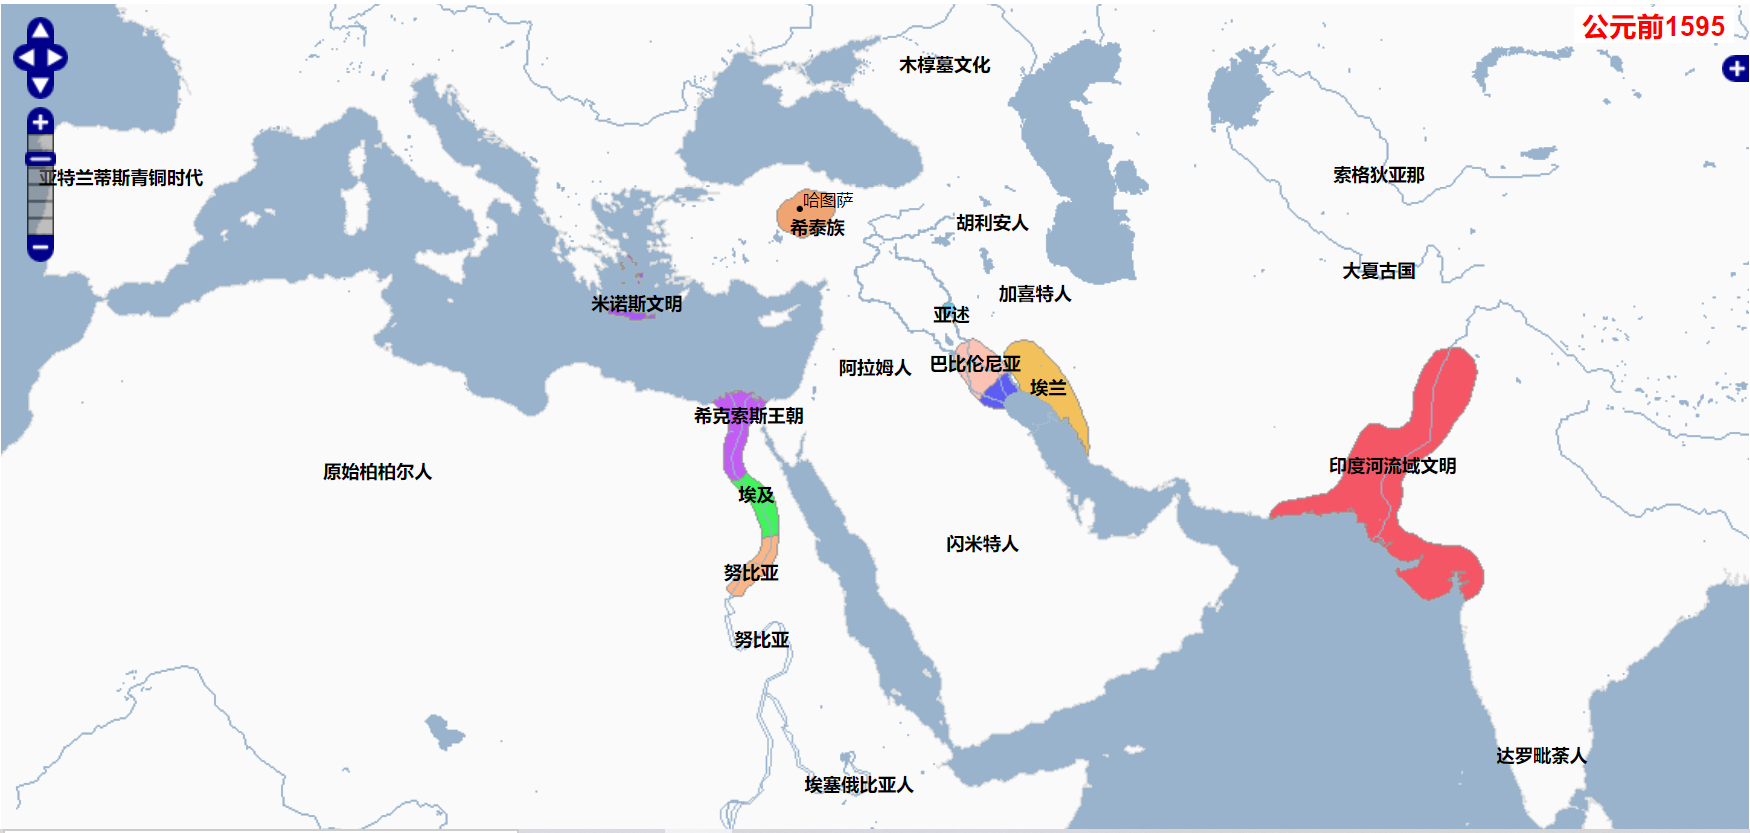 公元前1595
木椁墓文化
亚特兰蒂斯青铜时代
索格狄亚那
哈图萨
希泰族
胡利安人
大夏古国
加喜特人
米诺斯文明
亚述
阿拉姆人
巴比伦尼亚
埃兰
希克索斯王朝
印度河流域文明
原始柏柏尔人
埃及
闪米特人
努比亚
努比亚
达罗毗荼人
埃塞俄比亚人